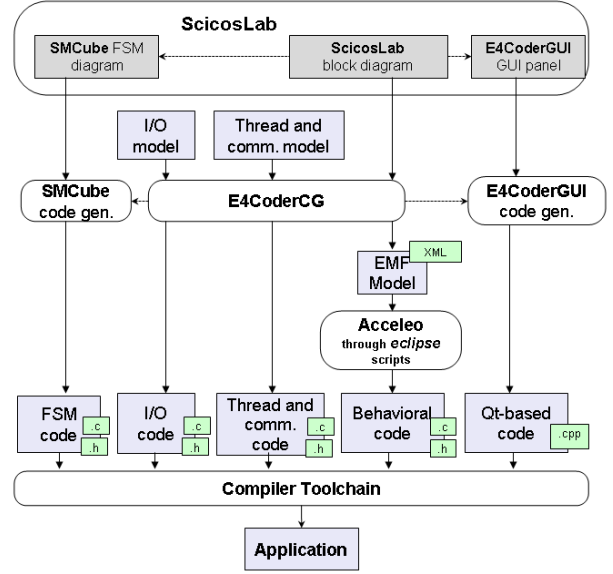 ScicosLab
SMCube FSM
diagram
ScicosLab
block diagram
E4CoderGUI
GUI panel
I/O
model
Thread and
comm. model
SMCube
code gen.
E4CoderCG
E4CoderGUI
code gen.
XML
EMF
Model
Acceleo
through eclipse
scripts
FSM
code
.c
.h
I/O
code
.c
.h
Thread and
comm.
code
.c
.h
Behavioral
code
.c
.h
Qt-based
code
.cpp
Compiler Toolchain
Application